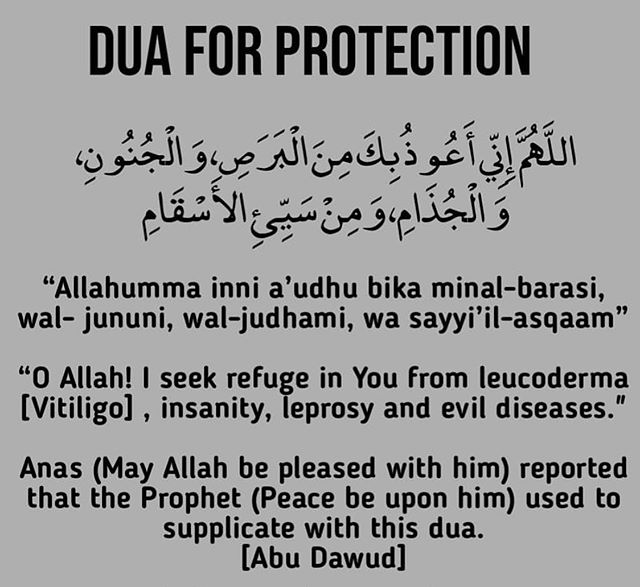 DUA FOR PROTECTION
اللَّهُمَّ إِنِّي أَعُوذُ بِكَ مِنَ الْبَرَصِ، وَالْجُنُونِ،
وَالْجُذَامِ، وَمِنْ سَيِّئِ الأَسْقَامِ
“Allahumma inni a’udhu bika minal-barasi,
wal- jununi, wal-judhami, wa sayyi’il-asqaam”
“O Allah! I seek refuge in You from leucoderma
[Vitiligo] , insanity, leprosy and evil diseases."
Anas (May Allah be pleased with him) reported
that the Prophet (Peace be upon him) used to
supplicate with this dua.
[Abu Dawud]